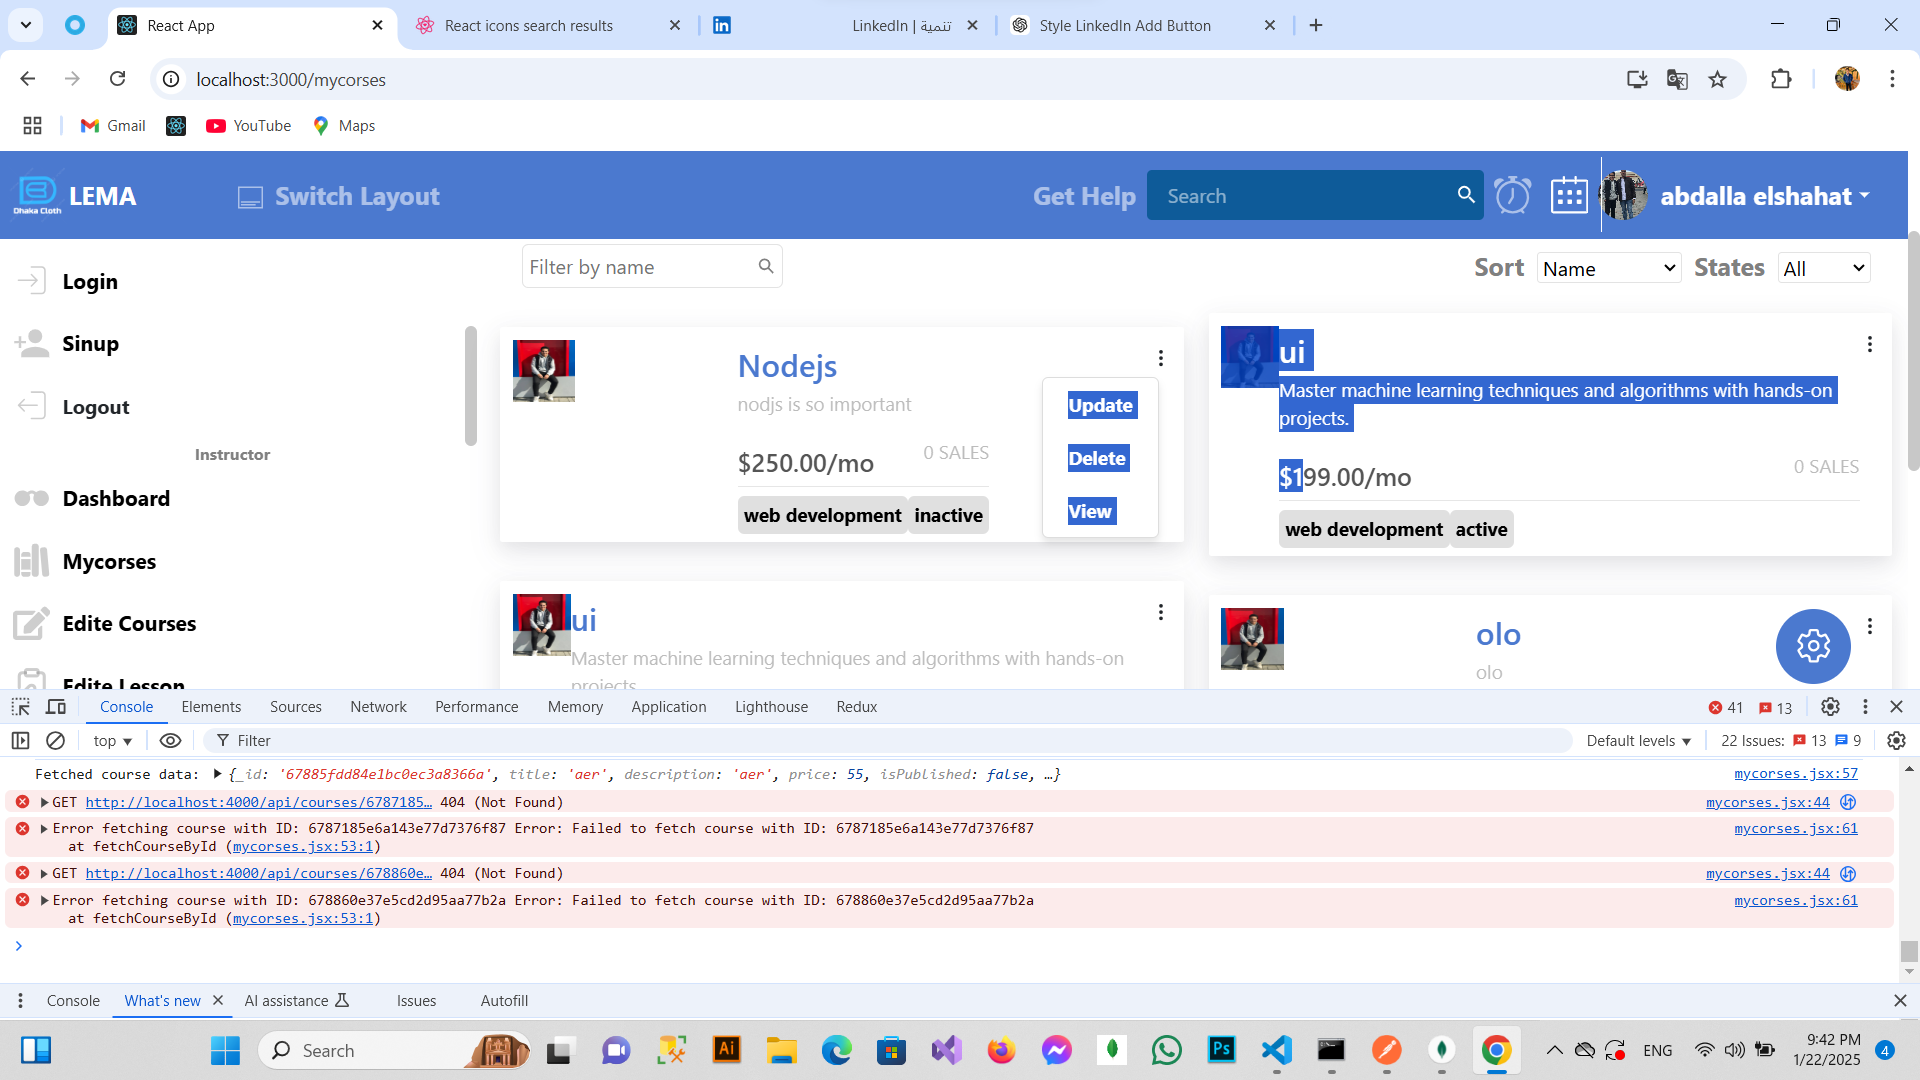 React App
React icons search results
LinkedIn | تنمية
Style LinkedIn Add Button
localhost:3000/mycorses
Gmail
YouTube
Maps
Dhaka Cloth
LEMA
Switch Layout
Get Help
Search
abdalla elshahat
Login
Sinup
Logout
Instructor
Dashboard
Mycorses
Edite Courses
Edite Lesson
Filter by name
Sort
Name
States
All
Nodejs
nodjs is so important
$250.00/mo
0 SALES
web development
inactive
Update
Delete
View
ui
Master machine learning techniques and algorithms with hands-on
projects.
$199.00/mo
0 SALES
web development
active
ui
Master machine learning techniques and algorithms with hands-on
projects.
olo
olo
Console
Elements
Sources
Network
Performance
Memory
Application
Lighthouse
Redux
41
13
top
Filter
Default levels
22 Issues:
13
9
Fetched course data: {_id: '67885fdd84e1bc0ec3a8366a', title: 'aer', description: 'aer', price: 55, isPublished: false, …}
mycorses.jsx:57
GET http://localhost:4000/api/courses/6787185… 404 (Not Found)
mycorses.jsx:44
Error fetching course with ID: 6787185e6a143e77d7376f87 Error: Failed to fetch course with ID: 6787185e6a143e77d7376f87
mycorses.jsx:61
at fetchCourseById (mycorses.jsx:53:1)
GET http://localhost:4000/api/courses/678860e… 404 (Not Found)
mycorses.jsx:44
Error fetching course with ID: 678860e37e5cd2d95aa77b2a Error: Failed to fetch course with ID: 678860e37e5cd2d95aa77b2a
mycorses.jsx:61
at fetchCourseById (mycorses.jsx:53:1)
Console
What's new
AI assistance
Issues
Autofill
Search
Ai
Ps
ENG
9:42 PM
1/22/2025
4